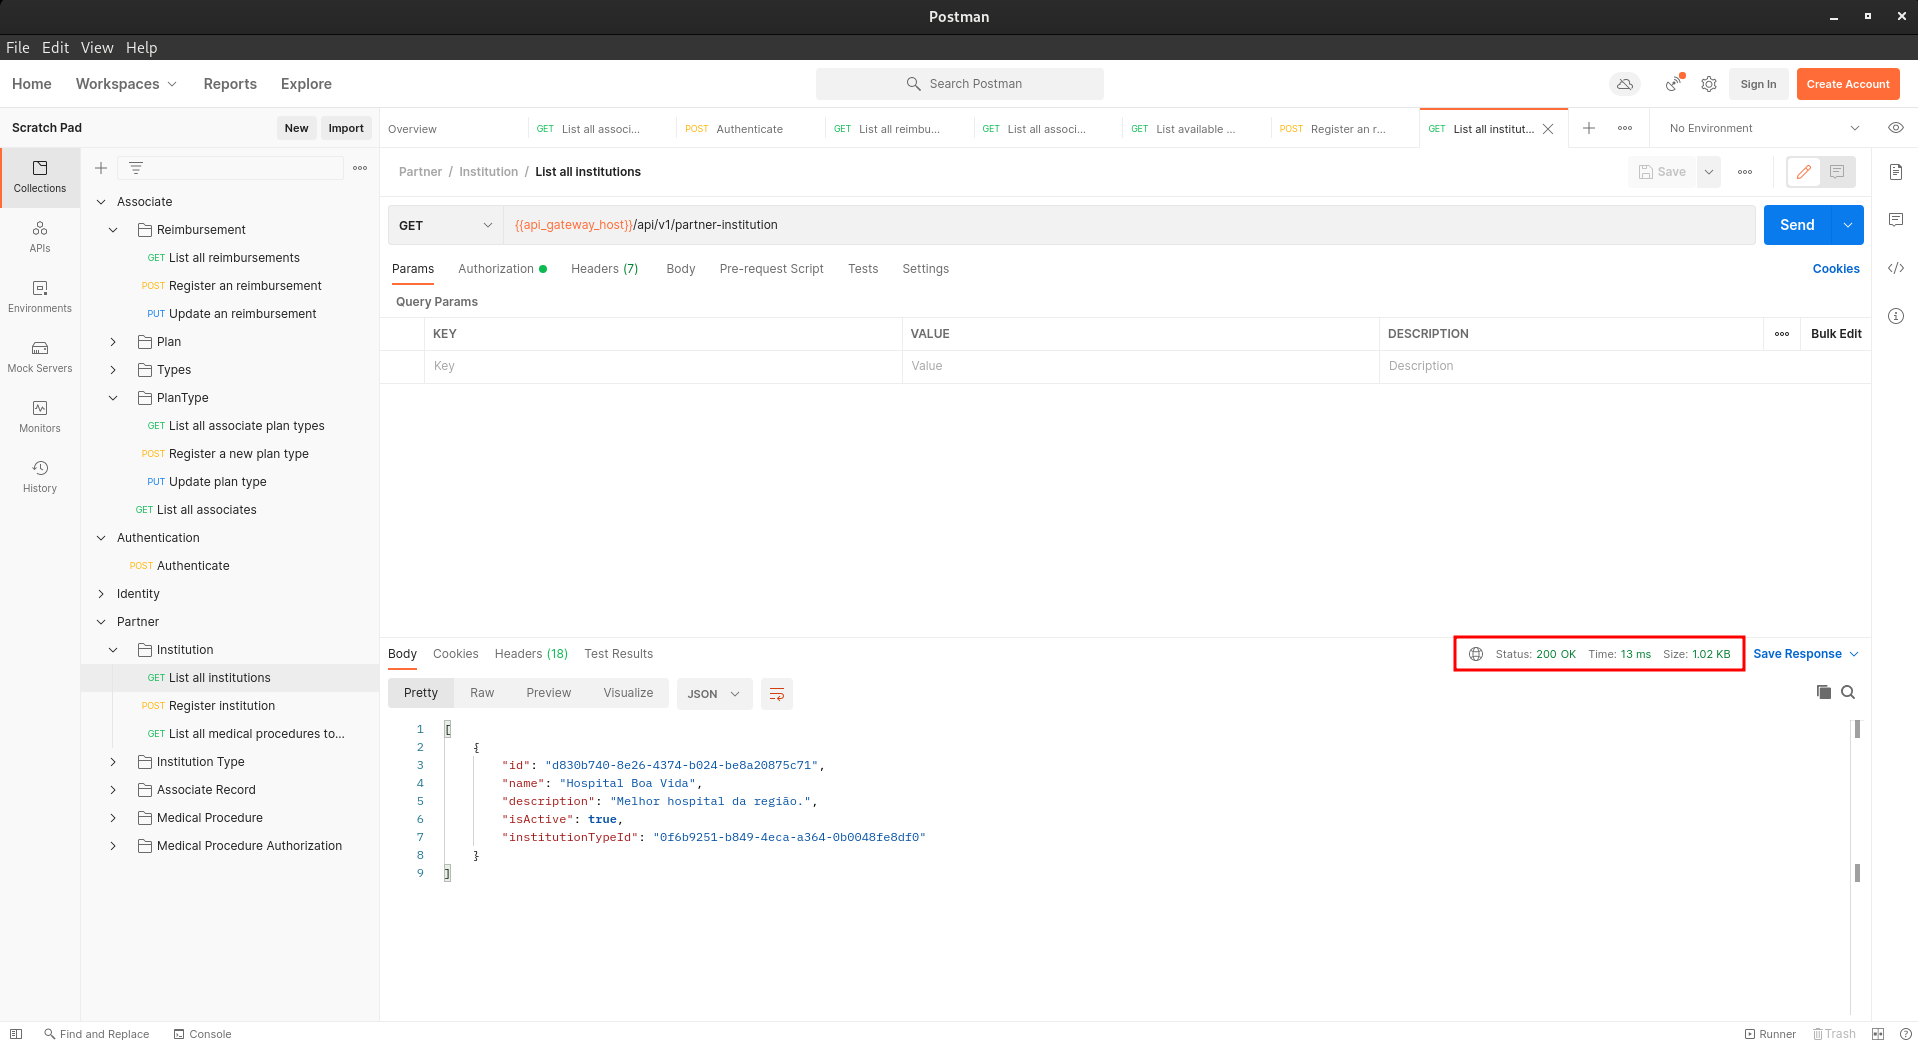 Postman
File Edit View Help
Home Workspaces Reports Explore
Search Postman
Sign In
Create Account
Scratch Pad
New
Import
Overview
GET List all associ...
POST Authenticate
GET List all reimbu...
GET List all associ...
GET List available ...
POST Register an r...
GET List all institut...
No Environment
Collections
APIs
Environments
Mock Servers
Monitors
History
Associate
Reimbursement
GET List all reimbursements
POST Register an reimbursement
PUT Update an reimbursement
Plan
Types
PlanType
GET List all associate plan types
POST Register a new plan type
PUT Update plan type
GET List all associates
Authentication
POST Authenticate
Identity
Partner
Institution
GET List all institutions
POST Register institution
GET List all medical procedures to...
Institution Type
Associate Record
Medical Procedure
Medical Procedure Authorization
Partner / Institution / List all institutions
Save
GET
{{api_gateway_host}}/api/v1/partner-institution
Send
Params Authorization Headers (7) Body Pre-request Script Tests Settings
Cookies
Query Params
KEY VALUE DESCRIPTION
Bulk Edit
Key Value Description
Body Cookies Headers (18) Test Results
Status: 200 OK Time: 13 ms Size: 1.02 KB
Save Response
Pretty Raw Preview Visualize JSON
1 [
2 {
3 "id": "d830b740-8e26-4374-b024-be8a20875c71",
4 "name": "Hospital Boa Vida",
5 "description": "Melhor hospital da região.",
6 "isActive": true,
7 "institutionTypeId": "0f6b9251-b849-4eca-a364-0b0048fe8df0"
8 }
9 ]
Find and Replace Console
Runner Trash